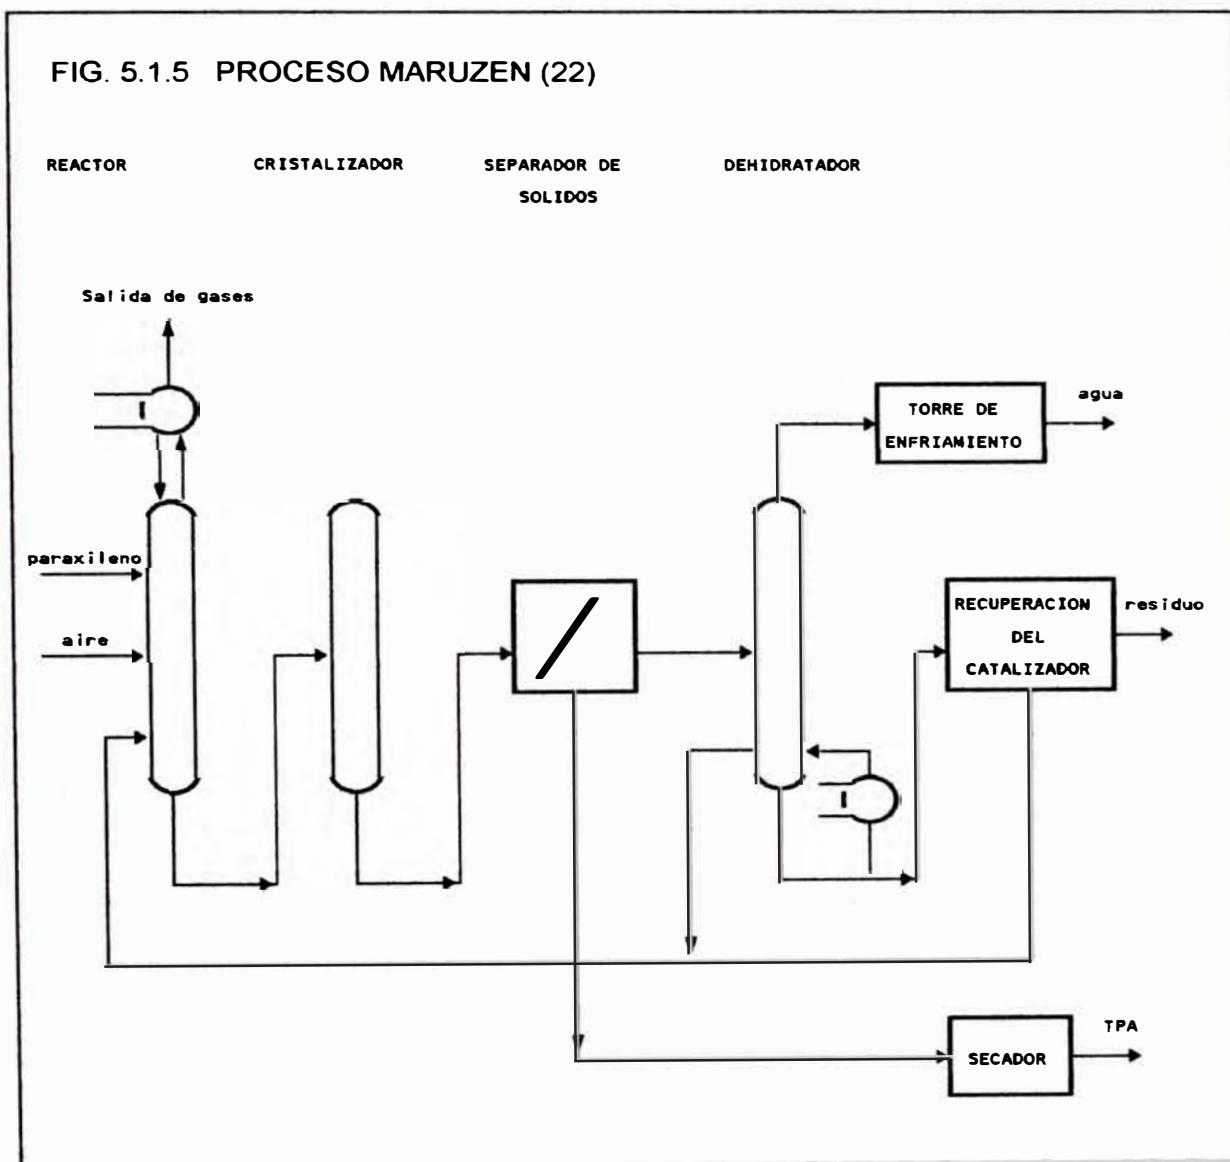 FIG. 5.1.5 PROCESO MARUZEN (22)
REACTOR
CRISTALIZADOR
SEPARADOR DE
SOLIDOS
DEHIDRATADOR
Salida de gases
TORRE DE
ENFRIAMIENTO
agua
paraxileno
aire
RECUPERACION
DEL
CATALIZADOR
residuo
SECADOR
TPA